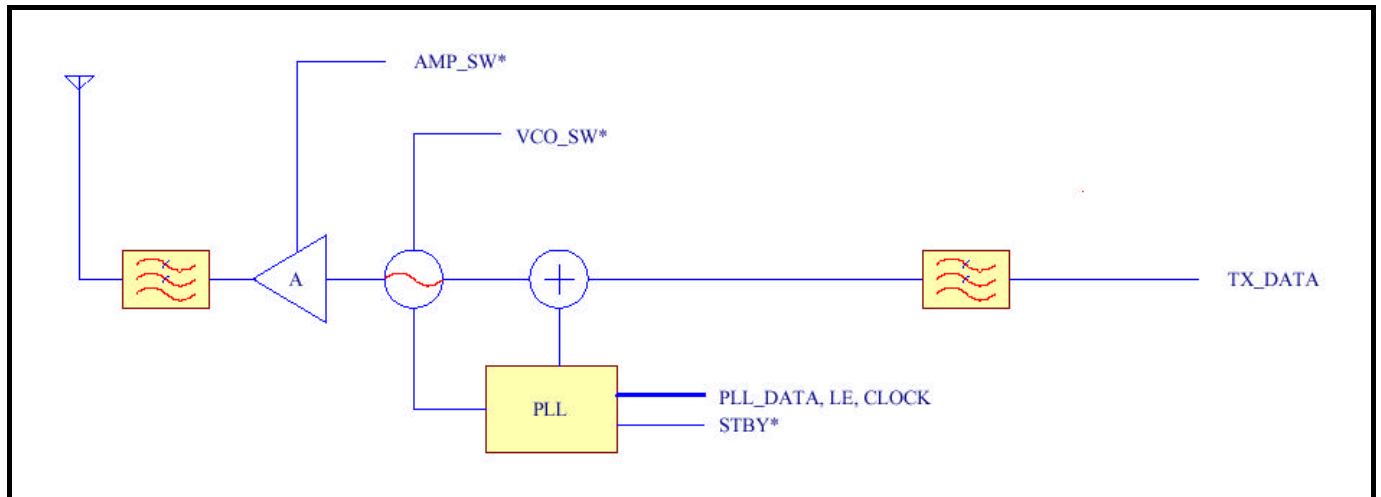 AMP_SW*
VCO_SW*
A
TX_DATA
PLL
PLL_DATA, LE, CLOCK
STBY*